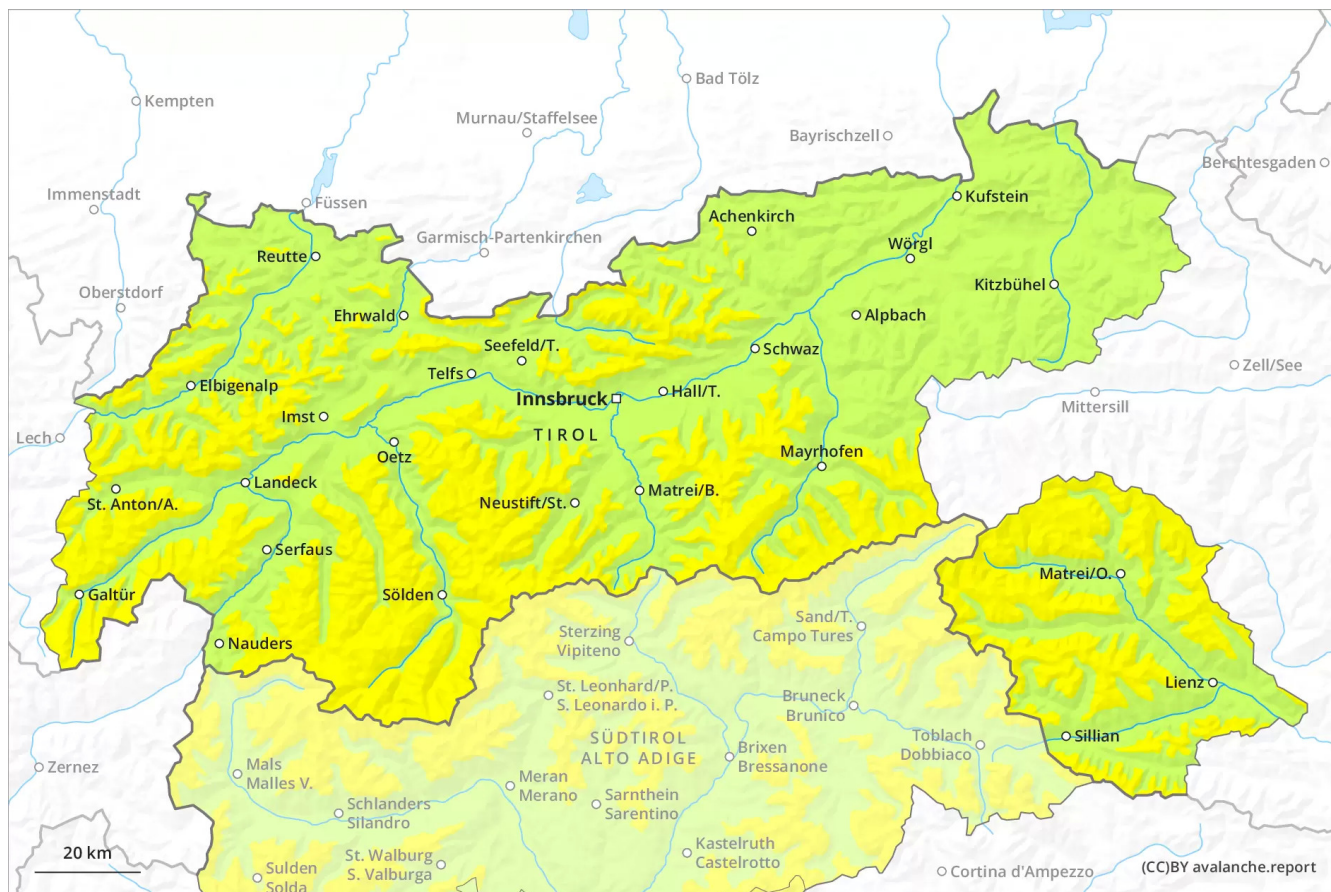 Bad Tölz
Kempten
Murnau/Staffelsee
Bayrischzell
Berchtesgaden
Immenstadt
Füssen
Kufstein
Achenkirch
Garmisch-Partenkirchen
Wörgl
Reutte
Oberstdorf
Kitzbühel
Ehrwald
Alpbach
Seefeld/T.
Schwaz
Zell/See
Telfs
Elbigenalp
Hall/T.
Innsbruck
Mittersill
Imst
Lech
TIROL
Mayrhofen
Oetz
Landeck
Matrei/B.
St. Anton/A.
Neustift/St.
Serfaus
Matrei/O.
Galtür
Sölden
Sand/T.
Campo Tures
Sterzing
Vipiteno
Nauders
Lienz
St. Leonhard/P.
S. Leonardo i. P.
Bruneck
Brunico
SÜDTIROL
ALTO ADIGE
Toblach
Dobbiaco
Sillian
Brixen
Bressanone
Zernez
Mals
Malles V.
Meran
Merano
Sarnthein
Sarentino
Schlanders
Silandro
Kastelruth
Castelrotto
20 km
St. Walburg
S. Valburga
Sulden
Solda
Cortina d'Ampezzo
(CC)BY avalanche.report